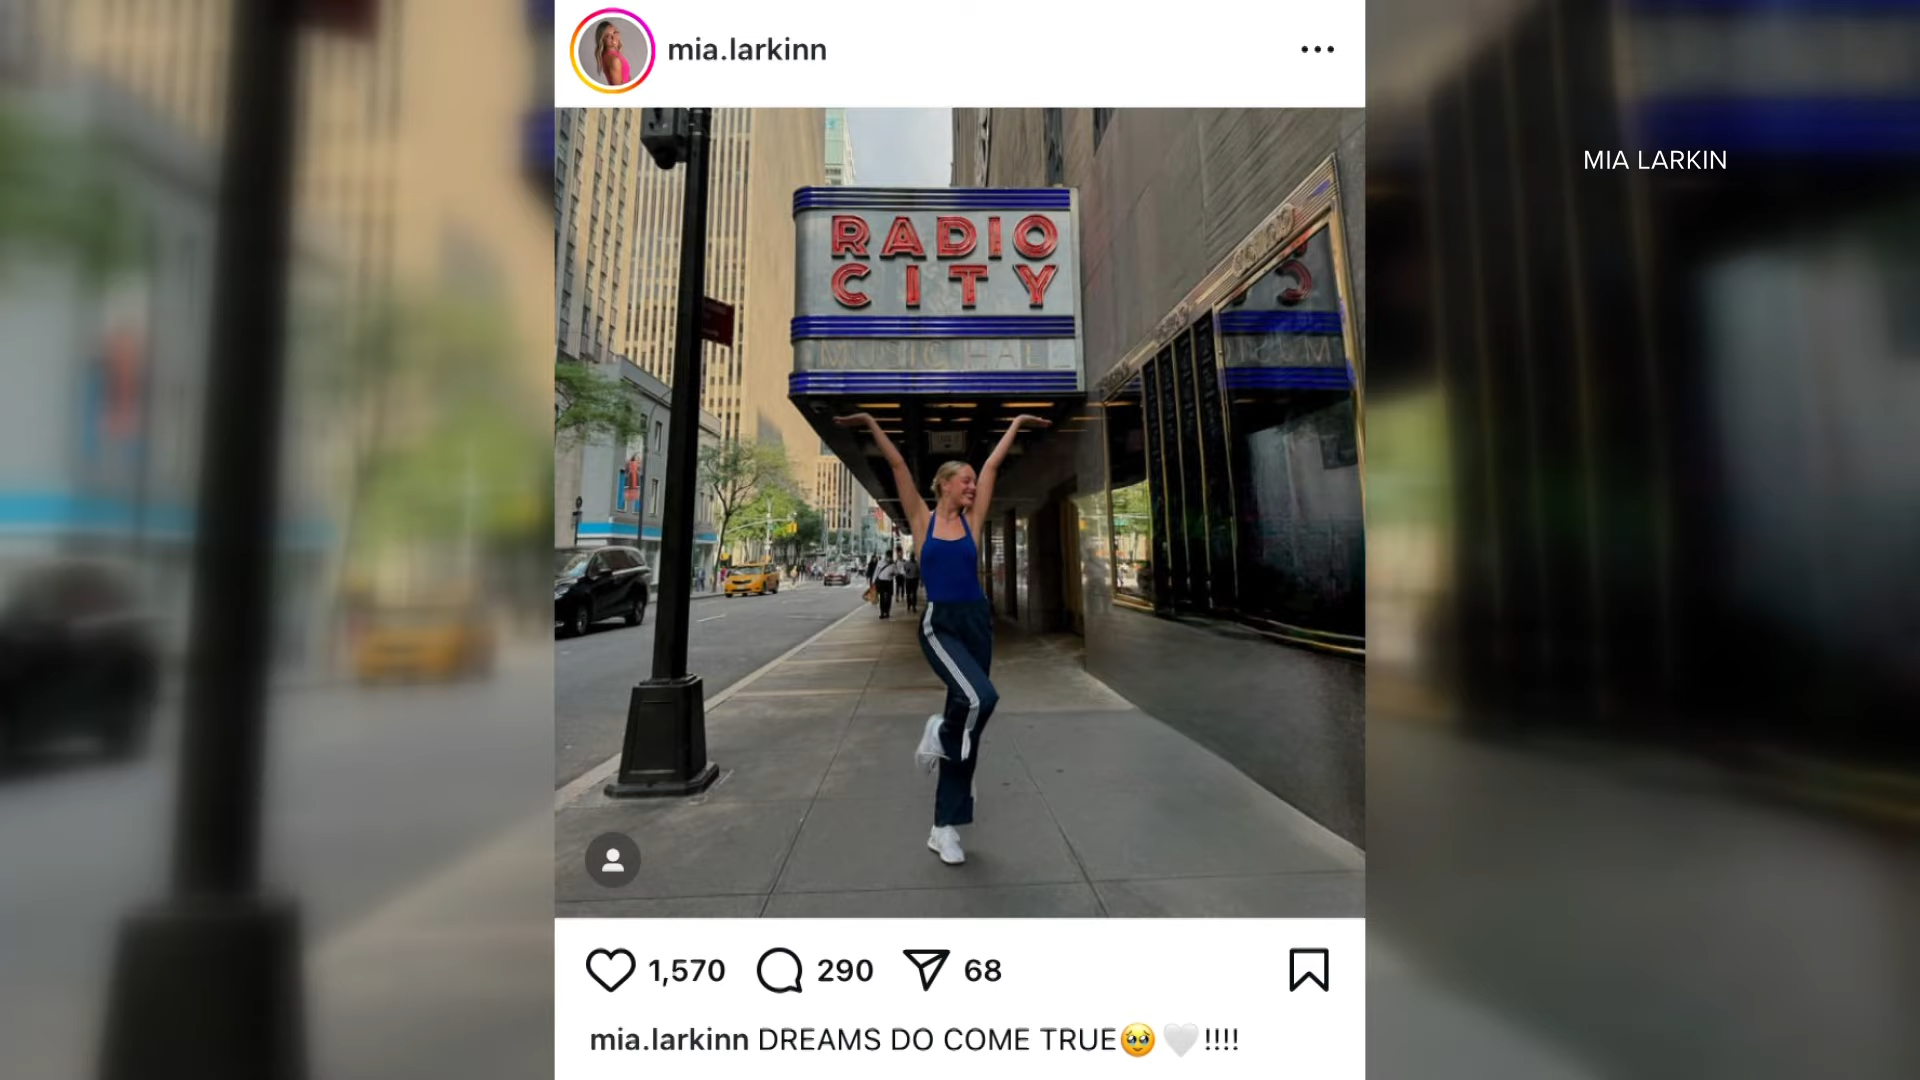 mia.larkinn
MIA LARKIN
RADIO
CITY
MUSIC HALL
1,570 290 68
mia.larkinn DREAMS DO COME TRUE🥹🤍!!!!